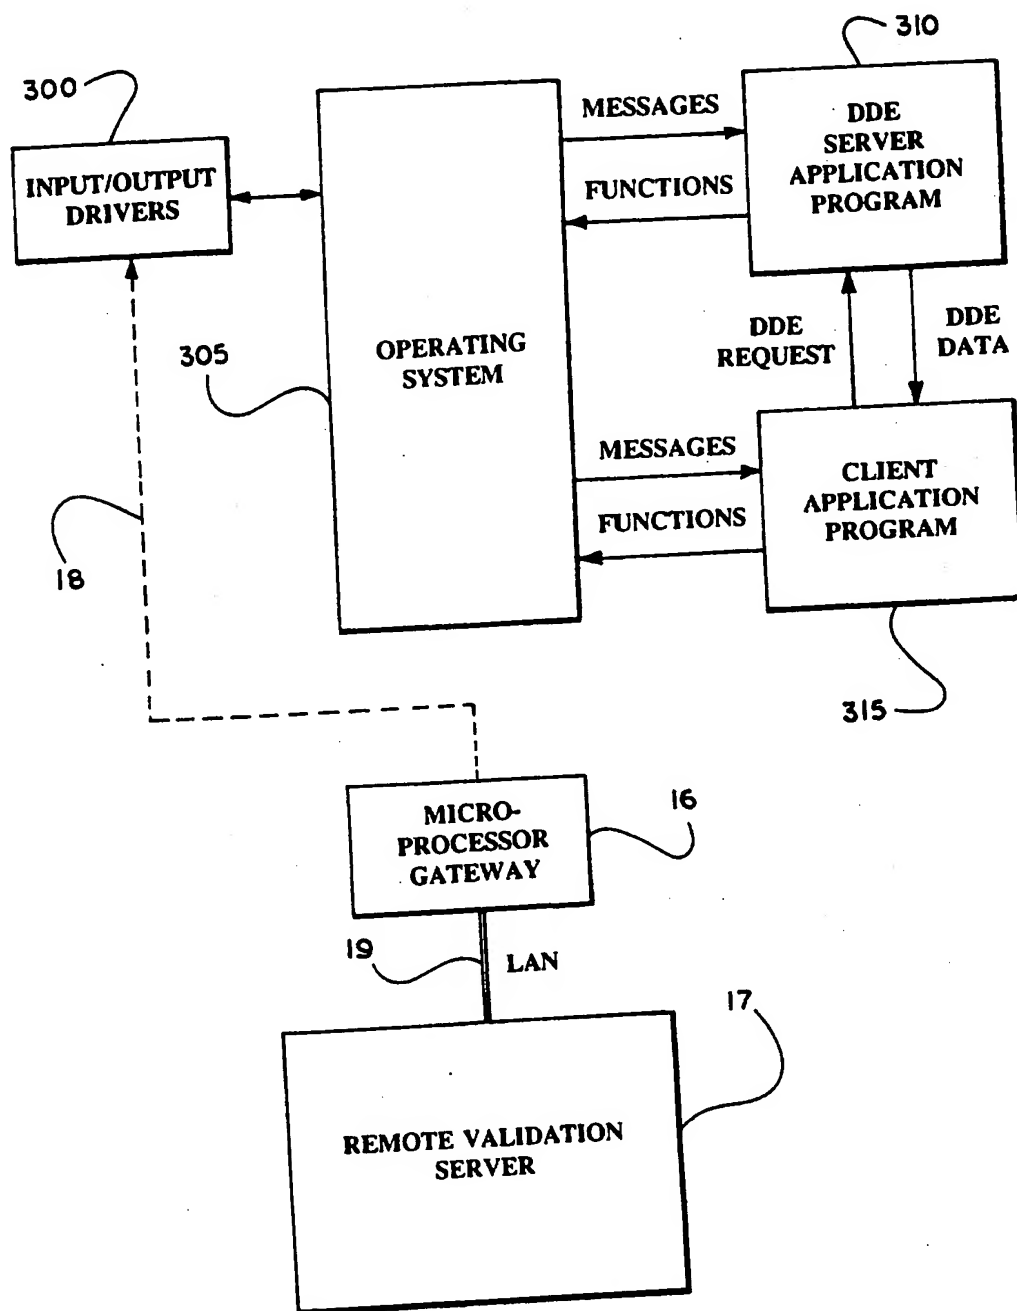 310
300
INPUT/OUTPUT
DRIVERS
MESSAGES
FUNCTIONS
DDE
SERVER
APPLICATION
PROGRAM
305
OPERATING
SYSTEM
DDE
REQUEST
DDE
DATA
MESSAGES
FUNCTIONS
CLIENT
APPLICATION
PROGRAM
18
315
MICRO-
PROCESSOR
GATEWAY
16
19
LAN
17
REMOTE VALIDATION
SERVER